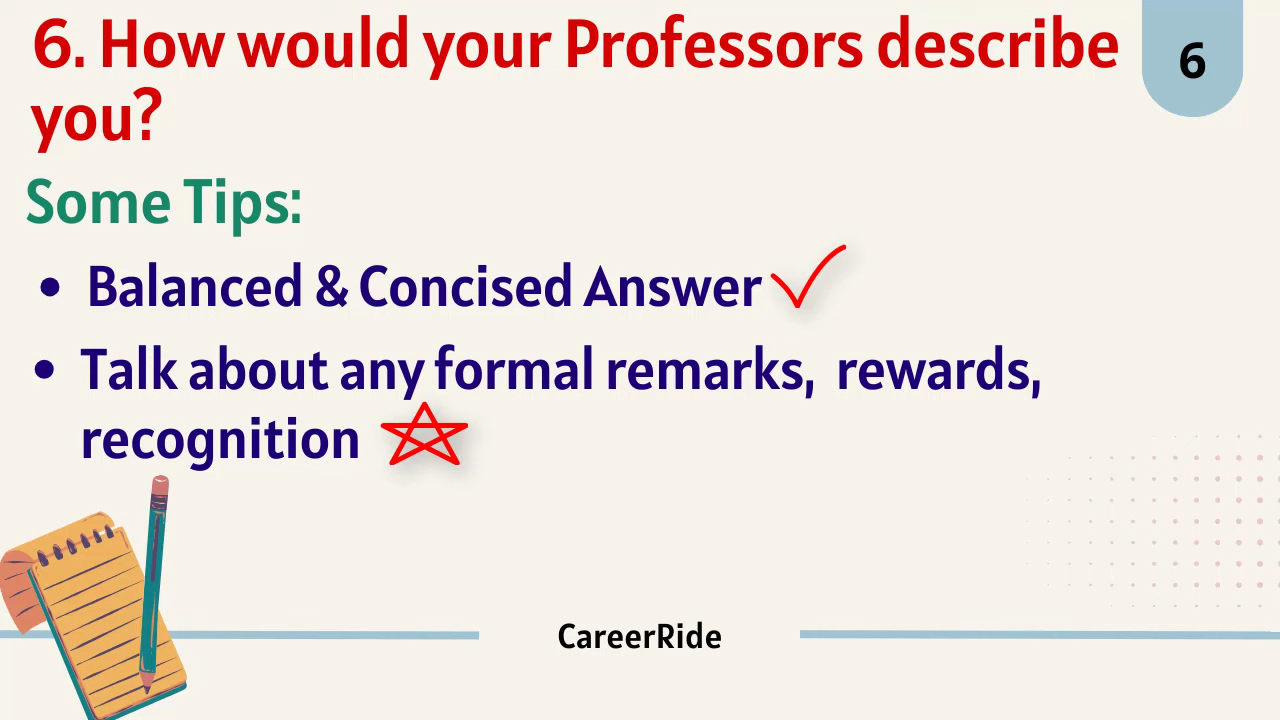 6. How would your Professors describe
you?
6
Some Tips:
• Balanced & Concised Answer
• Talk about any formal remarks, rewards,
recognition
CareerRide